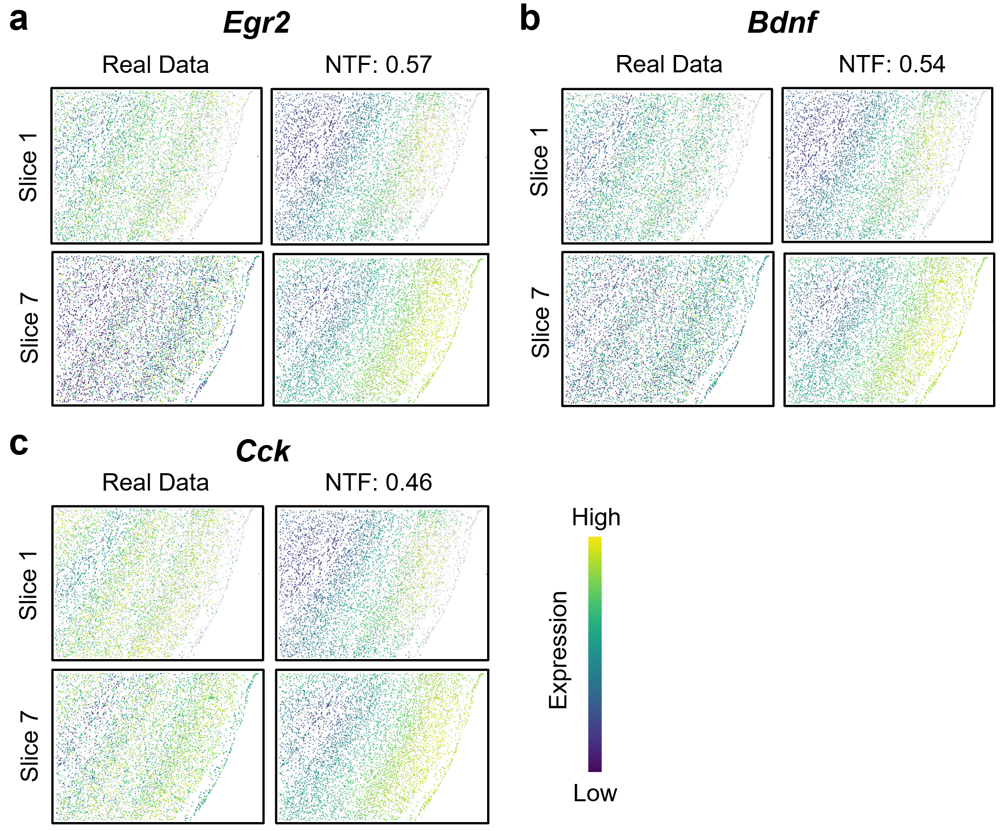 a
Egr2
Real Data
NTF: 0.57
Slice 1
Slice 7
b
Bdnf
Real Data
NTF: 0.54
Slice 1
Slice 7
c
Cck
Real Data
NTF: 0.46
Slice 1
Slice 7
High
Expression
Low